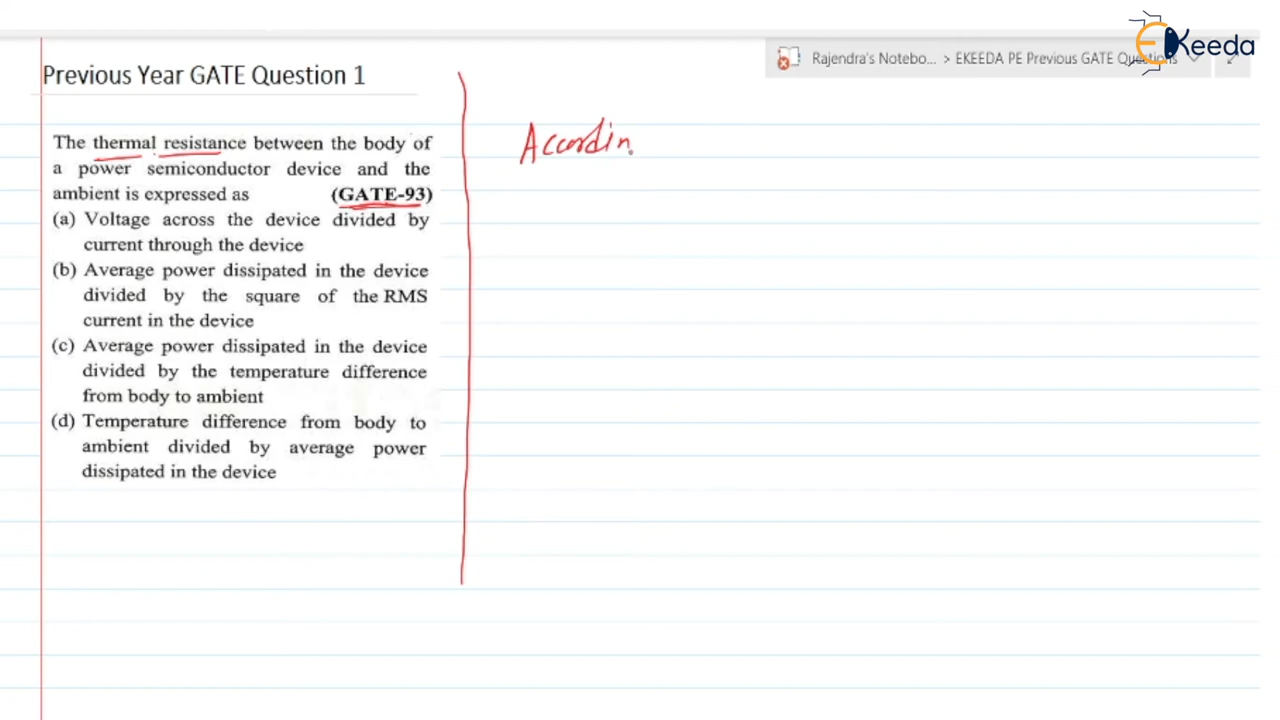 EKeeda
Rajendra's Notebo... > EKEEDA PE Previous GATE Questions
Previous Year GATE Question 1
The thermal resistance between the body of
a power semiconductor device and the
ambient is expressed as (GATE-93)
(a) Voltage across the device divided by
current through the device
(b) Average power dissipated in the device
divided by the square of the RMS
current in the device
(c) Average power dissipated in the device
divided by the temperature difference
from body to ambient
(d) Temperature difference from body to
ambient divided by average power
dissipated in the device
Accordin